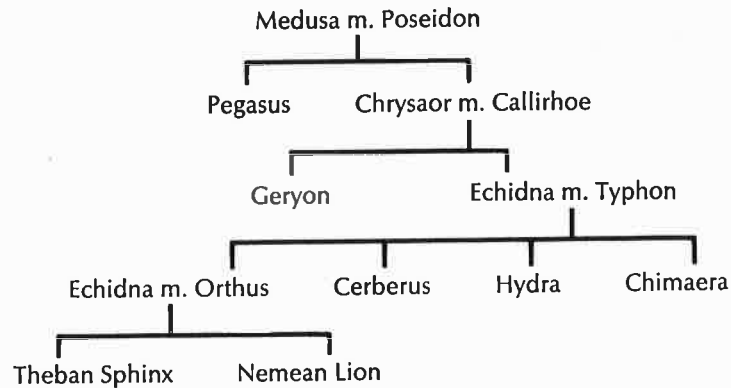 Medusa m. Poseidon
Pegasus Chrysaor m. Callirhoe
Geryon Echidna m. Typhon
Echidna m. Orthus Cerberus Hydra Chimaera
Theban Sphinx Nemean Lion